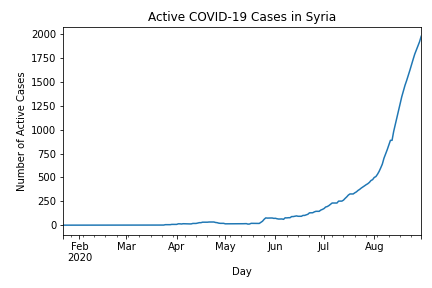 Active COVID-19 Cases in Syria
Number of Active Cases
2000
1750
1500
1250
1000
750
500
250
0
Feb Mar Apr May Jun Jul Aug
2020
Day